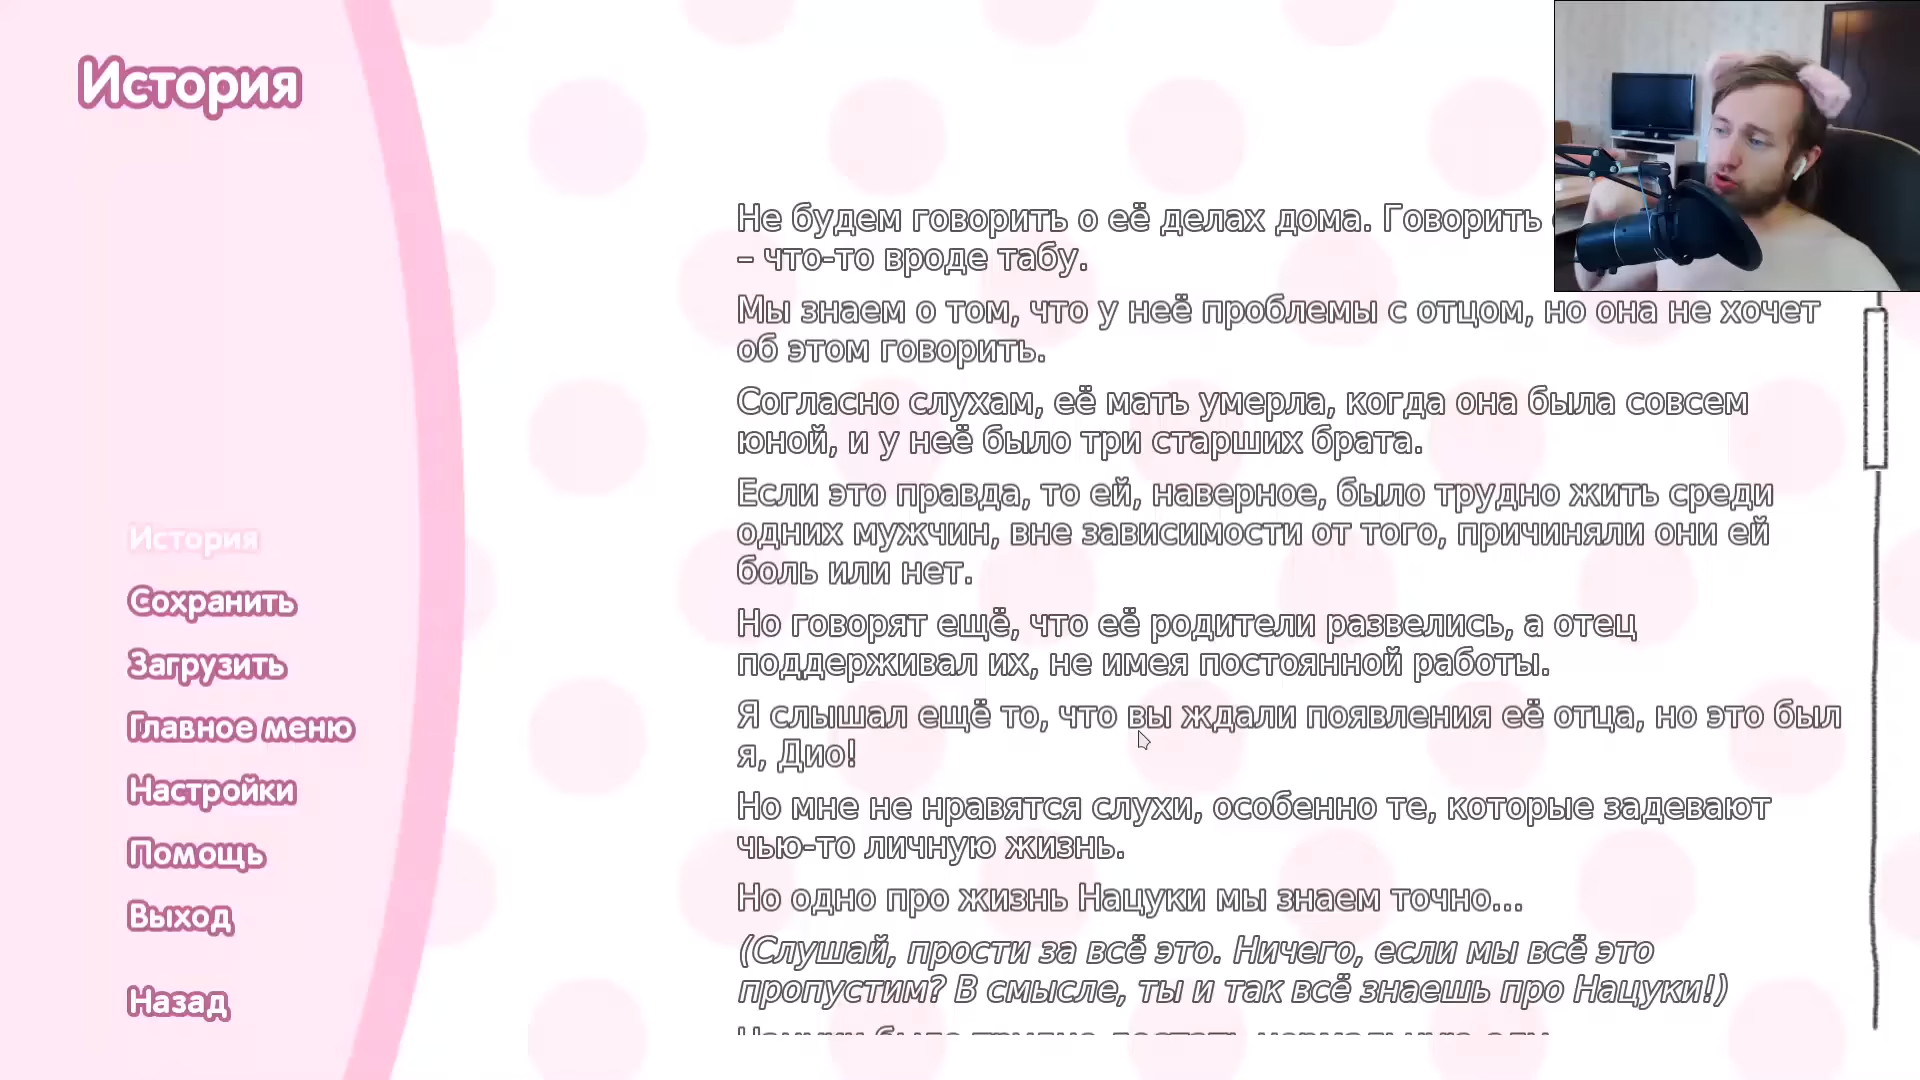 История
Не будем говорить о её делах дома. Говорить
– что-то вроде табу.
Мы знаем о том, что у неё проблемы с отцом, но она не хочет
об этом говорить.
Согласно слухам, её мать умерла, когда она была совсем
юной, и у неё было три старших брата.
Если это правда, то ей, наверное, было трудно жить среди
одних мужчин, вне зависимости от того, причиняли они ей
боль или нет.
Но говорят ещё, что её родители развелись, а отец
поддерживал их, не имея постоянной работы.
Я слышал ещё то, что вы ждали появления её отца, но это был
я, Дио!
Но мне не нравятся слухи, особенно те, которые задевают
чью-то личную жизнь.
Но одно про жизнь Нацуки мы знаем точно...
(Слушай, прости за всё это. Ничего, если мы всё это
пропустим? В смысле, ты и так всё знаешь про Нацуки!)
История
Сохранить
Загрузить
Главное меню
Настройки
Помощь
Выход
Назад